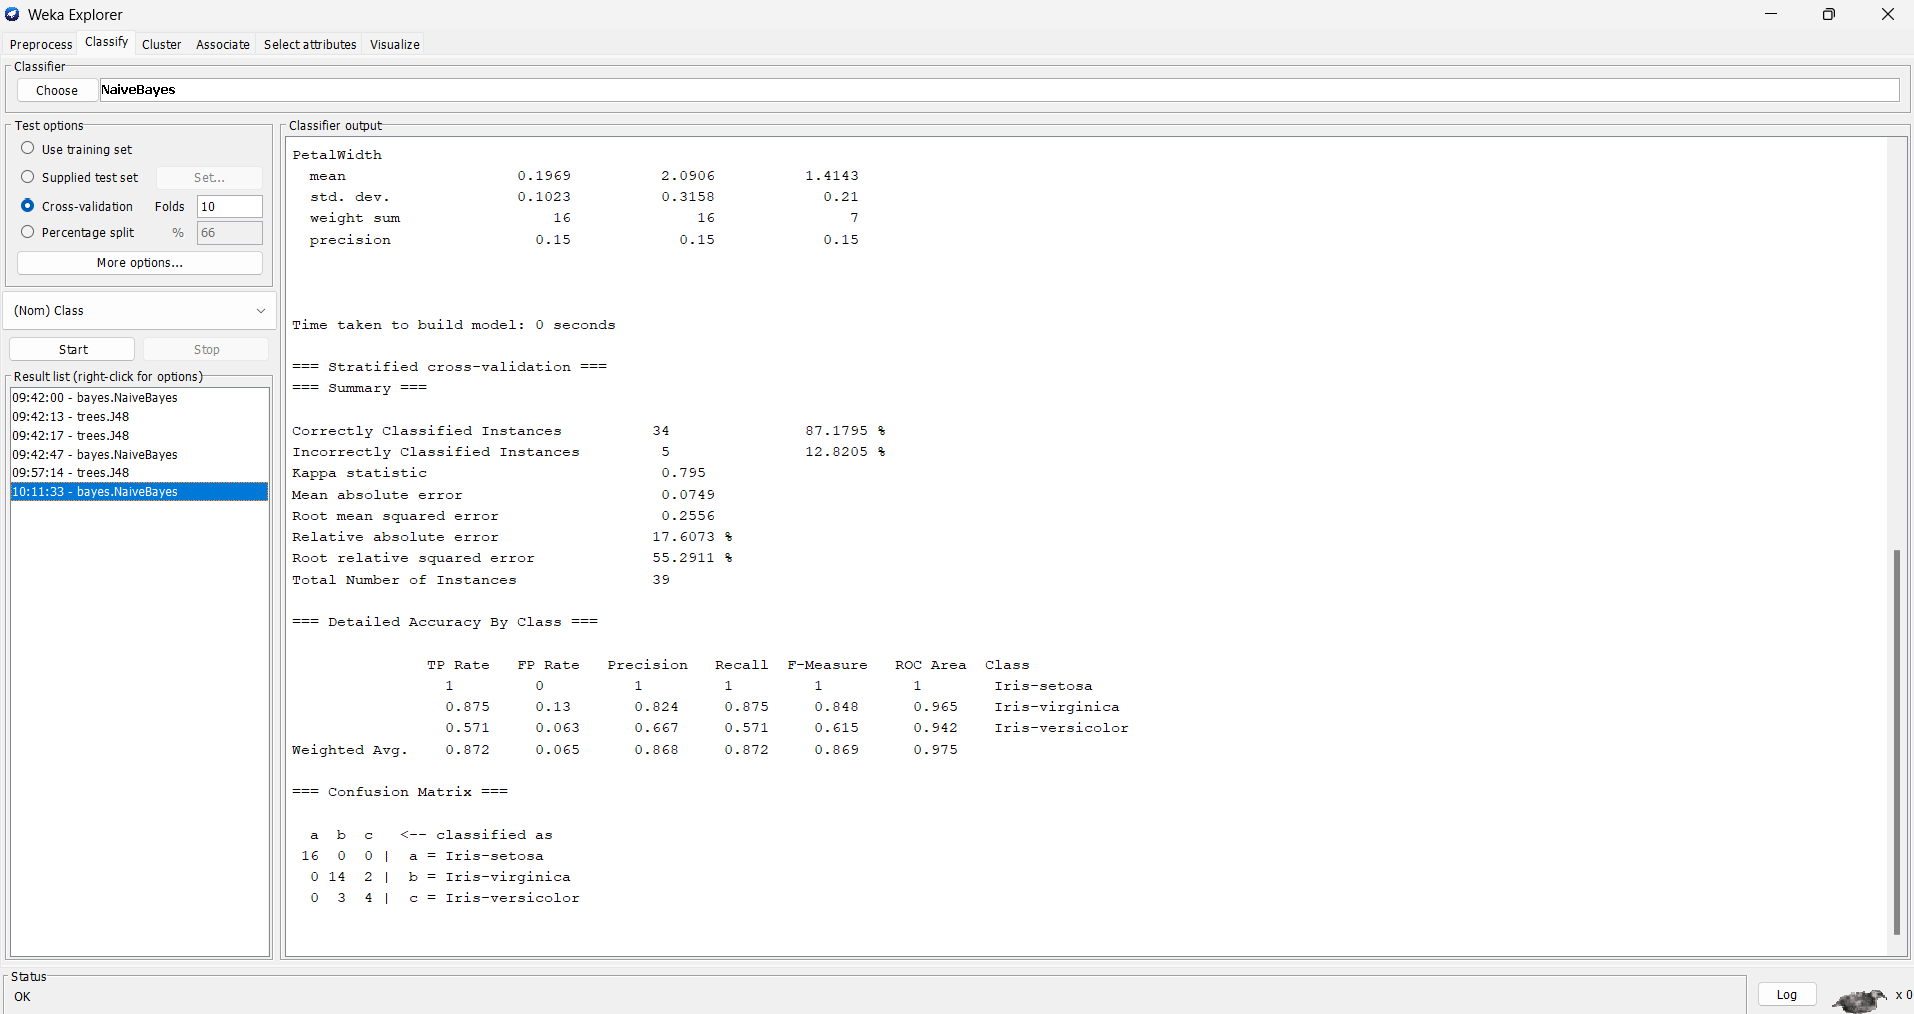 Weka Explorer
Preprocess Classify Cluster Associate Select attributes Visualize
Classifier
Choose NaiveBayes
Test options
Use training set
Supplied test set Set...
Cross-validation Folds 10
Percentage split % 66
More options...
(Nom) Class
Start Stop
Result list (right-click for options)
09:42:00 - bayes.NaiveBayes
09:42:13 - trees.J48
09:42:17 - trees.J48
09:42:47 - bayes.NaiveBayes
09:57:14 - trees.J48
10:11:33 - bayes.NaiveBayes
Classifier output
PetalWidth
mean 0.1969 2.0906 1.4143
std. dev. 0.1023 0.3158 0.21
weight sum 16 16 7
precision 0.15 0.15 0.15
Time taken to build model: 0 seconds
=== Stratified cross-validation ===
=== Summary ===
Correctly Classified Instances 34 87.1795 %
Incorrectly Classified Instances 5 12.8205 %
Kappa statistic 0.795
Mean absolute error 0.0749
Root mean squared error 0.2556
Relative absolute error 17.6073 %
Root relative squared error 55.2911 %
Total Number of Instances 39
=== Detailed Accuracy By Class ===
TP Rate FP Rate Precision Recall F-Measure ROC Area Class
1 0 1 1 1 1 Iris-setosa
0.875 0.13 0.824 0.875 0.848 0.965 Iris-virginica
0.571 0.063 0.667 0.571 0.615 0.942 Iris-versicolor
Weighted Avg. 0.872 0.065 0.868 0.872 0.869 0.975
=== Confusion Matrix ===
a b c <-- classified as
16 0 0 | a = Iris-setosa
0 14 2 | b = Iris-virginica
0 3 4 | c = Iris-versicolor
Status
OK
Log x 0